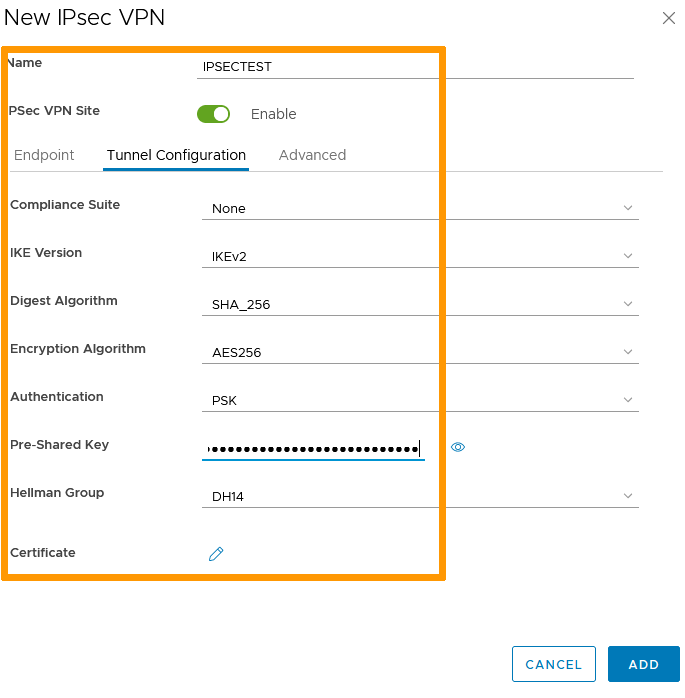 New IPsec VPN
Name IPSECTEST
IPSec VPN Site Enable
Endpoint Tunnel Configuration Advanced
Compliance Suite None
IKE Version IKEv2
Digest Algorithm SHA_256
Encryption Algorithm AES256
Authentication PSK
Pre-Shared Key
Hellman Group DH14
Certificate
CANCEL ADD